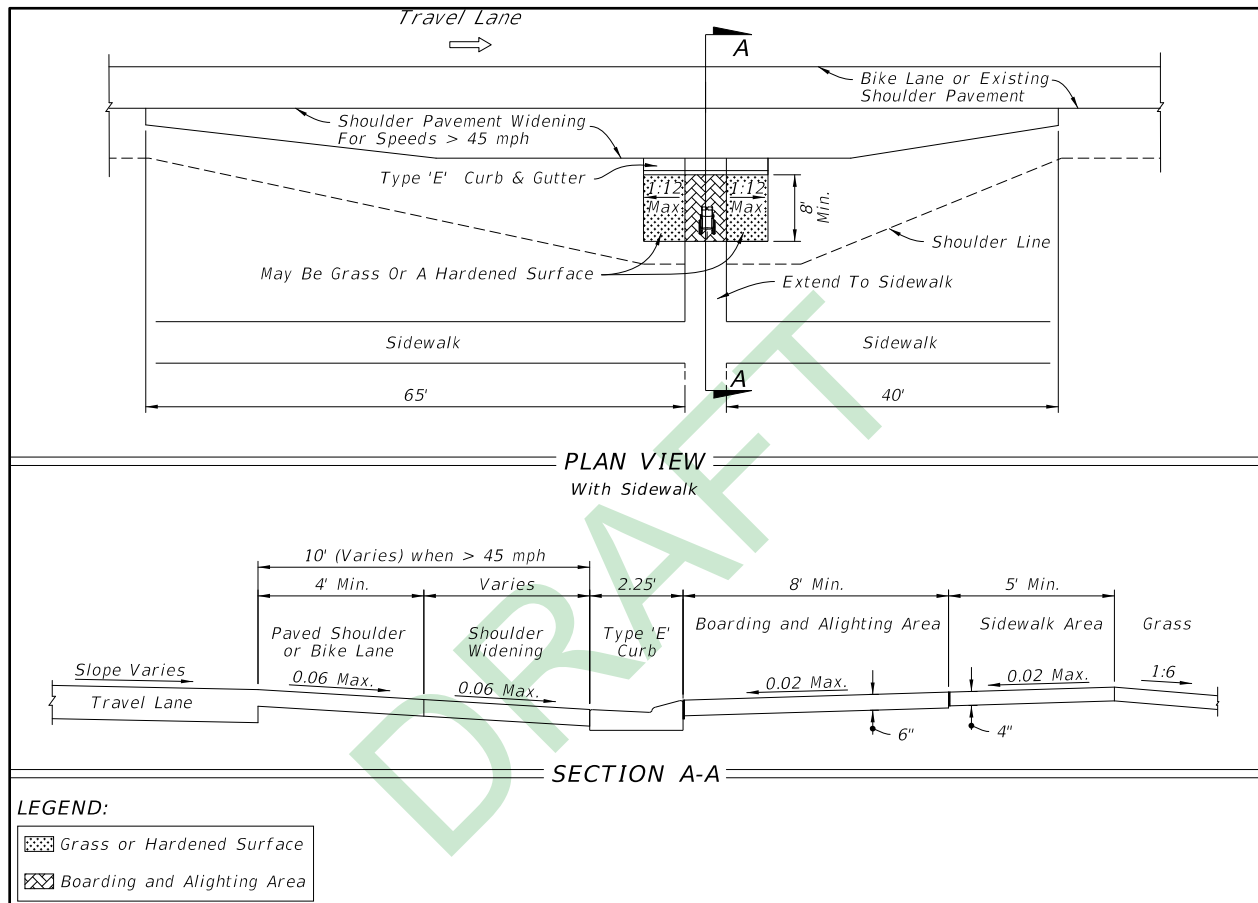 Travel Lane
A
Bike Lane or Existing
Shoulder Pavement
Shoulder Pavement Widening
For Speeds > 45 mph
Type 'E' Curb & Gutter
1:12
Max
1:12
Max
8'
Min.
Shoulder Line
May Be Grass Or A Hardened Surface
Extend To Sidewalk
Sidewalk
Sidewalk
A
65'
40'
PLAN VIEW
With Sidewalk
10' (Varies) when > 45 mph
4' Min.
Varies
2.25'
8' Min.
5' Min.
Paved Shoulder
or Bike Lane
Shoulder
Widening
Type 'E'
Curb
Boarding and Alighting Area
Sidewalk Area
Grass
Slope Varies
0.06 Max.
0.06 Max.
0.02 Max.
0.02 Max.
1:6
Travel Lane
6"
4"
SECTION A-A
DRAFT
LEGEND:
Grass or Hardened Surface
Boarding and Alighting Area